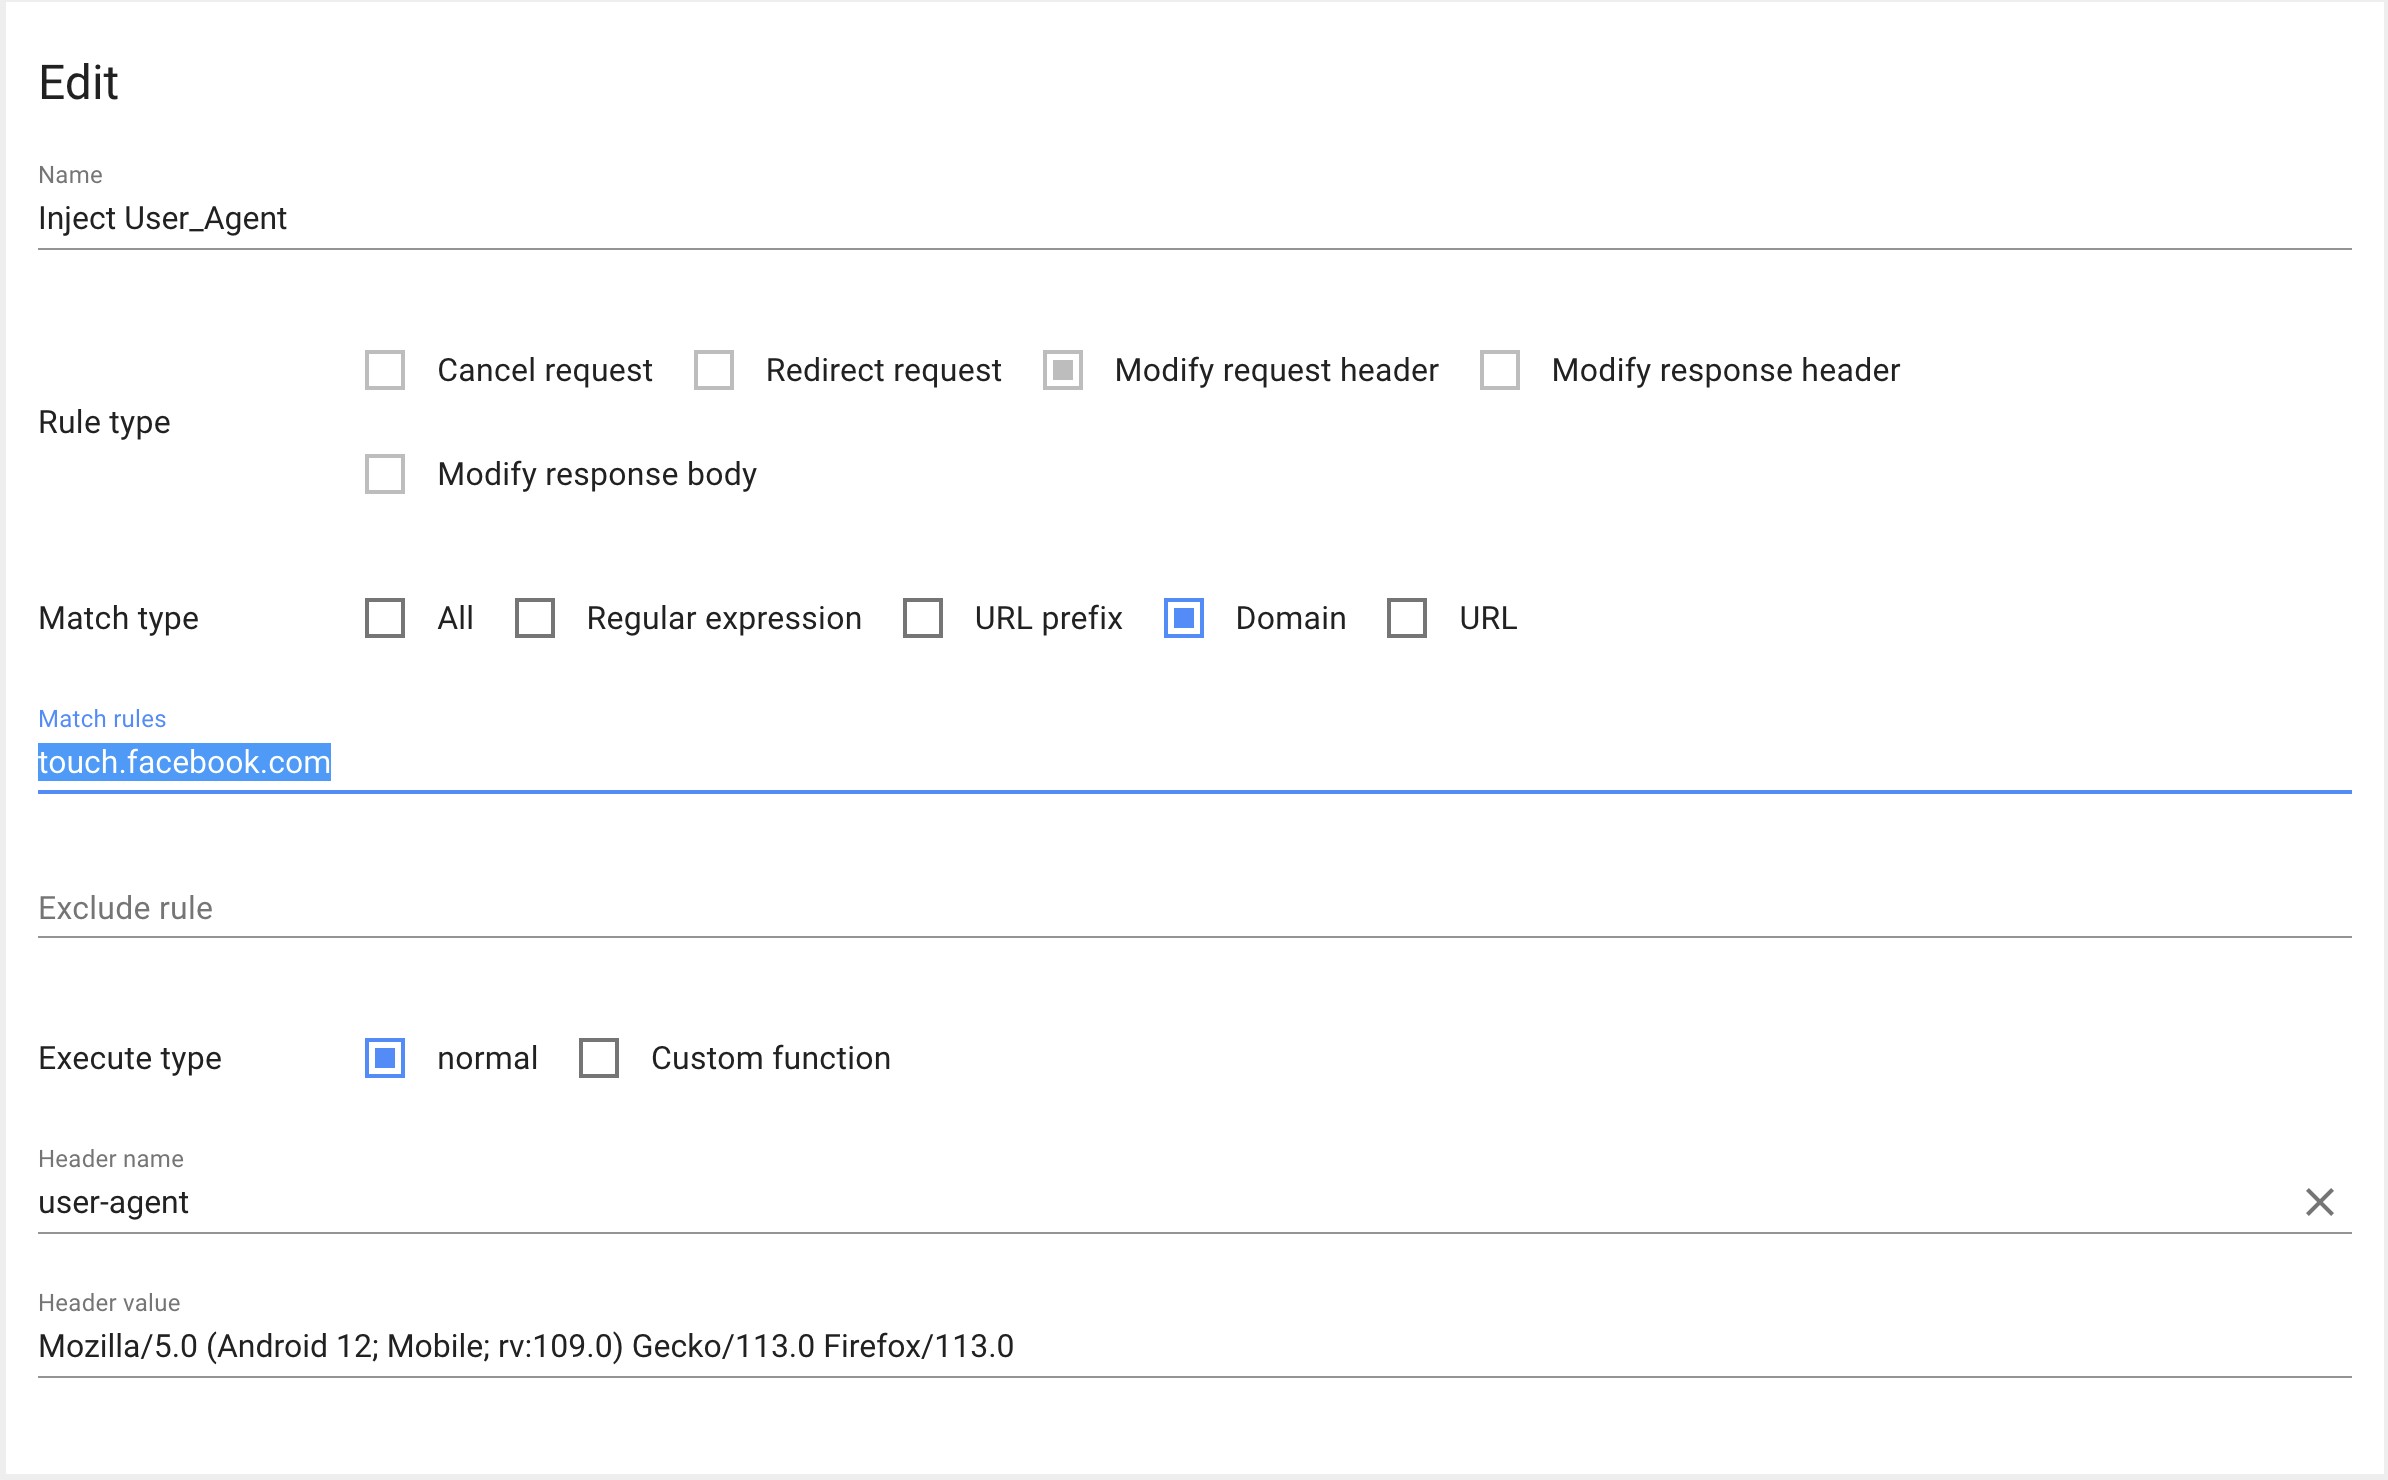 Edit
Name
Inject User_Agent
Cancel request Redirect request Modify request header Modify response header
Rule type
Modify response body
Match type All Regular expression URL prefix Domain URL
Match rules
touch.facebook.com
Exclude rule
Execute type normal Custom function
Header name
user-agent
Header value
Mozilla/5.0 (Android 12; Mobile; rv:109.0) Gecko/113.0 Firefox/113.0